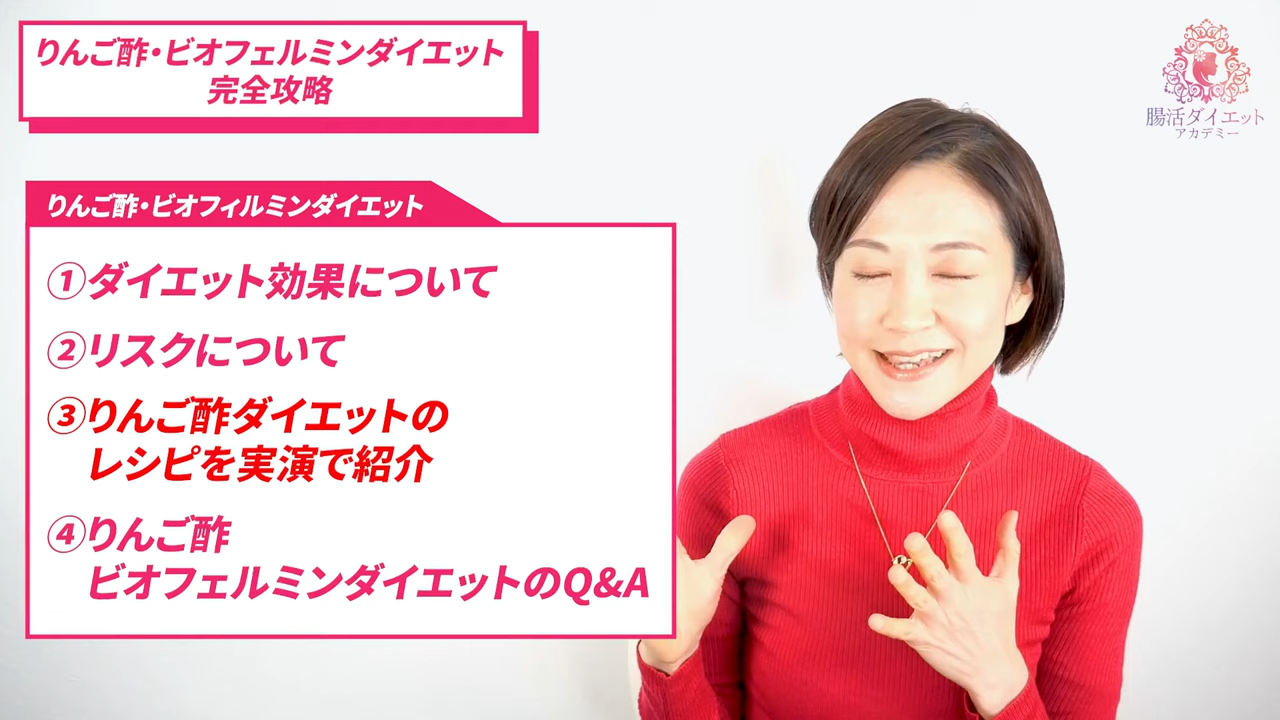 りんご酢・ビオフェルミンダイエット
完全攻略
腸活ダイエット
アカデミー
りんご酢・ビオフィルミンダイエット
①ダイエット効果について
②リスクについて
③りんご酢ダイエットの
レシピを実演で紹介
④りんご酢
ビオフェルミンダイエットのQ&A